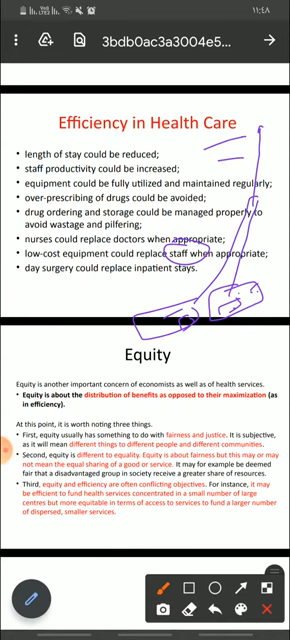 ١١:٤٨
3bdb0ac3a3004e5...
Efficiency in Health Care
• length of stay could be reduced;
• staff productivity could be increased;
• equipment could be fully utilized and maintained regularly;
• over-prescribing of drugs could be avoided;
• drug ordering and storage could be managed properly to
avoid wastage and pilfering;
• nurses could replace doctors when appropriate;
• low-cost equipment could replace staff when appropriate;
• day surgery could replace inpatient stays.
Equity
Equity is another important concern of economists as well as of health services.
• Equity is about the distribution of benefits as opposed to their maximization (as
in efficiency).
At this point, it is worth noting three things.
• First, equity usually has something to do with fairness and justice. It is subjective,
as it will mean different things to different people and different communities.
• Second, equity is different to equality. Equity is about fairness but this may or may
not mean the equal sharing of a good or service. It may for example be deemed
fair that a disadvantaged group in society receive a greater share of resources.
• Third, equity and efficiency are often conflicting objectives. For instance, it may
be efficient to fund health services concentrated in a small number of large
centres but more equitable in terms of access to services to fund a larger number
of dispersed, smaller services.